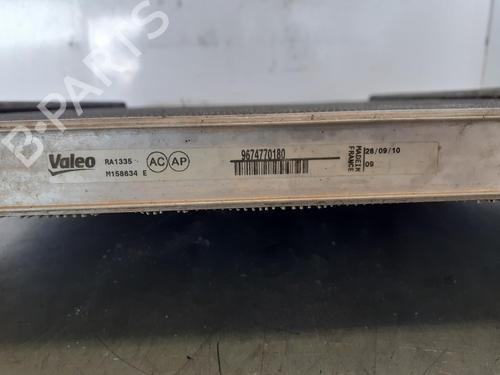 B-PARTS
Valeo
RA1335
M158634 E
AC AP
9674770180
MADE IN
FRANCE
28/09/10
09